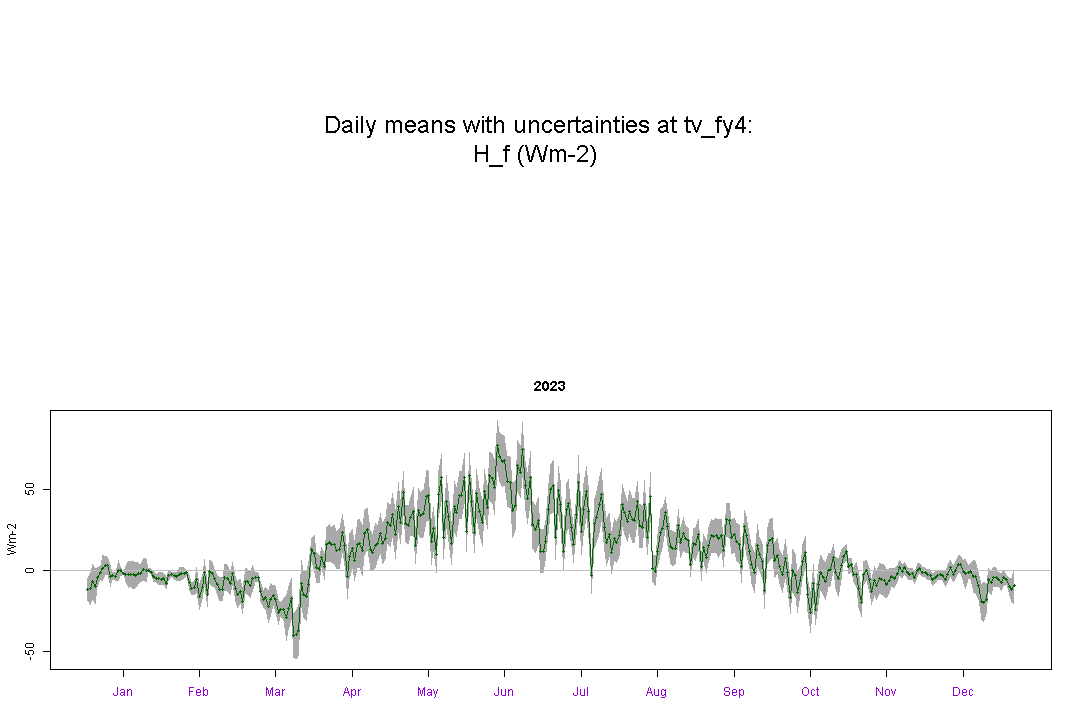 Daily means with uncertainties at tv_fy4:
H_f (Wm-2)
2023
Wm-2
50
0
-50
Jan Feb Mar Apr May Jun Jul Aug Sep Oct Nov Dec